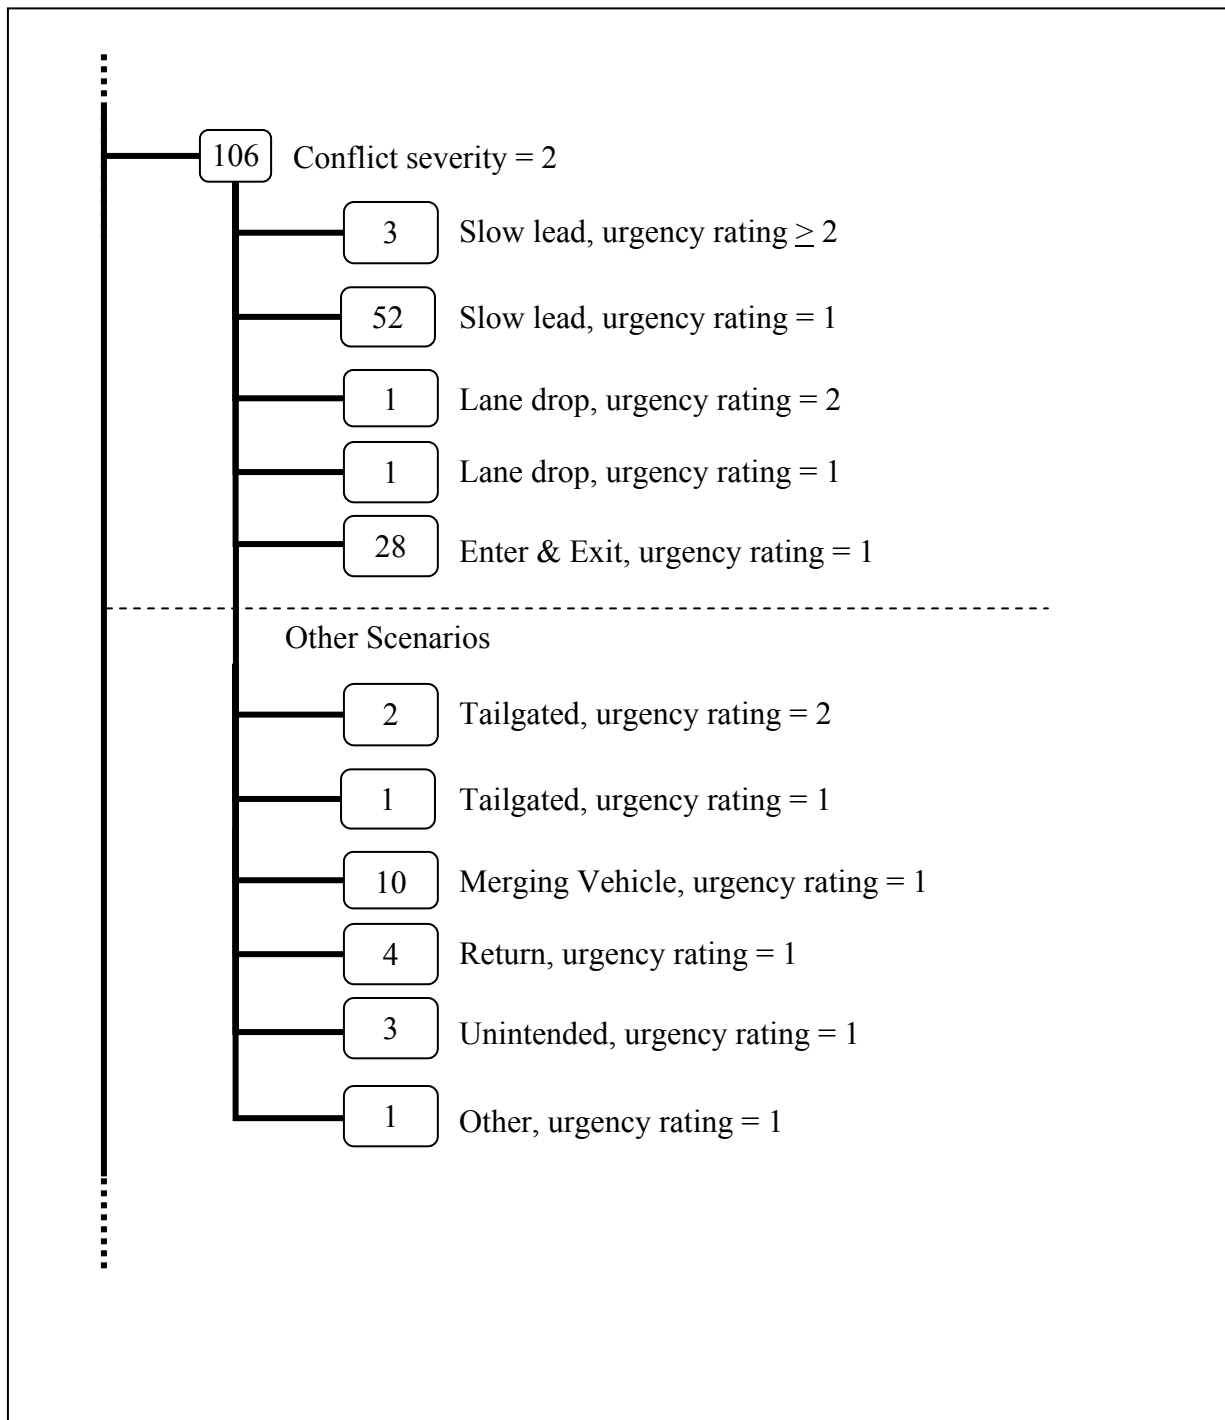 106 Conflict severity = 2
3 Slow lead, urgency rating ≥ 2
52 Slow lead, urgency rating = 1
1 Lane drop, urgency rating = 2
1 Lane drop, urgency rating = 1
28 Enter & Exit, urgency rating = 1
Other Scenarios
2 Tailgated, urgency rating = 2
1 Tailgated, urgency rating = 1
10 Merging Vehicle, urgency rating = 1
4 Return, urgency rating = 1
3 Unintended, urgency rating = 1
1 Other, urgency rating = 1